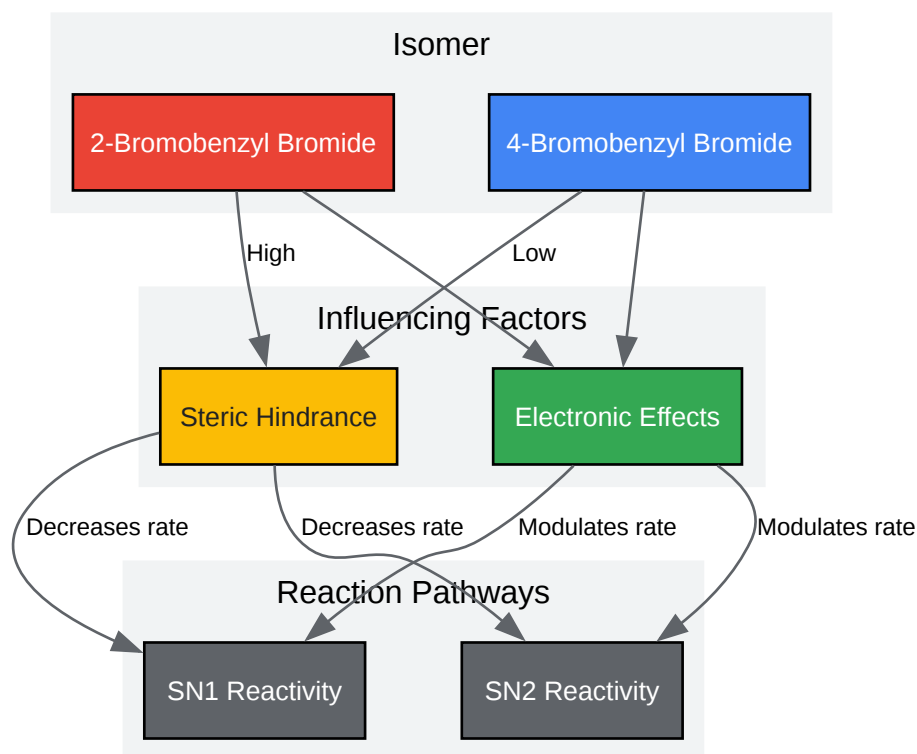 Isomer
2-Bromobenzyl Bromide
4-Bromobenzyl Bromide
High
Low
Influencing Factors
Steric Hindrance
Electronic Effects
Decreases rate
Decreases rate
Modulates rate
Modulates rate
Reaction Pathways
SN1 Reactivity
SN2 Reactivity